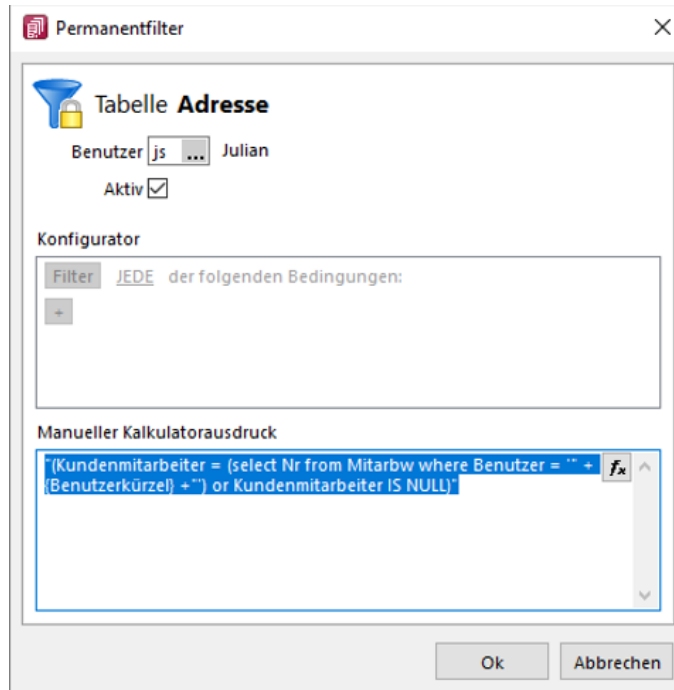 Permanentfilter
Tabelle Adresse
Benutzer js ... Julian
Aktiv
Konfigurator
Filter JEDE der folgenden Bedingungen:
+
Manueller Kalkulatorausdruck
"(Kundenmitarbeiter = (select Nr from Mitarbw where Benutzer = '" + fx
{Benutzerkürzel} +"') or Kundenmitarbeiter IS NULL)"
Ok Abbrechen